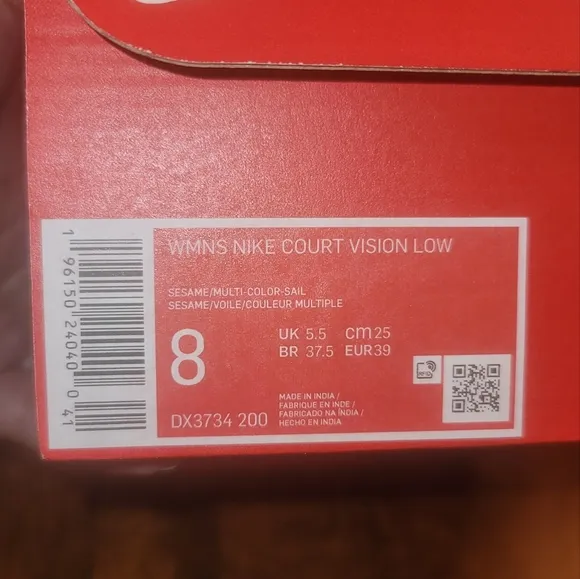 WMNS NIKE COURT VISION LOW
SESAME/MULTI-COLOR-SAIL
SESAME/VOILE/COULEUR MULTIPLE
8
UK 5.5 cm 25
BR 37.5 EUR 39
MADE IN INDIA /
FABRIQUE EN INDE /
FABRICADO NA ÍNDIA /
HECHO EN INDIA
DX3734 200
1 96150 24040 0 41